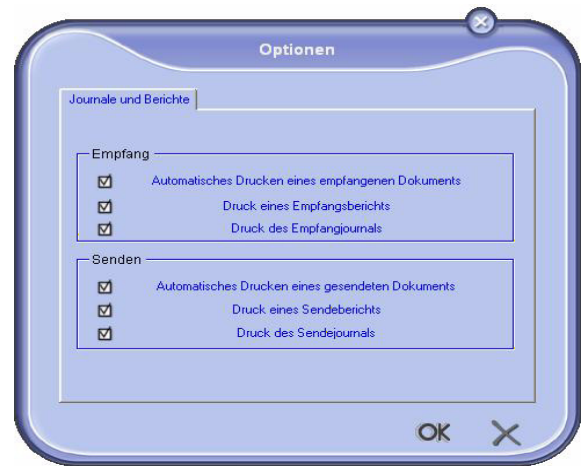 Optionen
Journale und Berichte
Empfang
Automatisches Drucken eines empfangenen Dokuments
Druck eines Empfangsberichts
Druck des Empfangjournals
Senden
Automatisches Drucken eines gesendeten Dokuments
Druck eines Sendeberichts
Druck des Sendejournals
OK